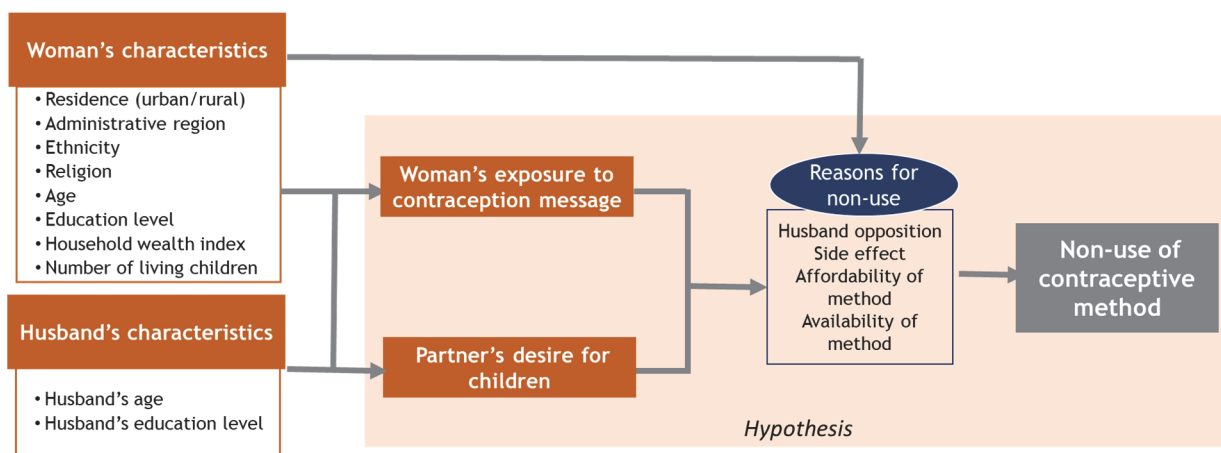 Woman's characteristics
• Residence (urban/rural)
• Administrative region
• Ethnicity
• Religion
• Age
• Education level
• Household wealth index
• Number of living children
Husband's characteristics
• Husband's age
• Husband's education level
Woman's exposure to
contraception message
Partner's desire for
children
Reasons for
non-use
Husband opposition
Side effect
Affordability of
method
Availability of
method
Non-use of
contraceptive
method
Hypothesis